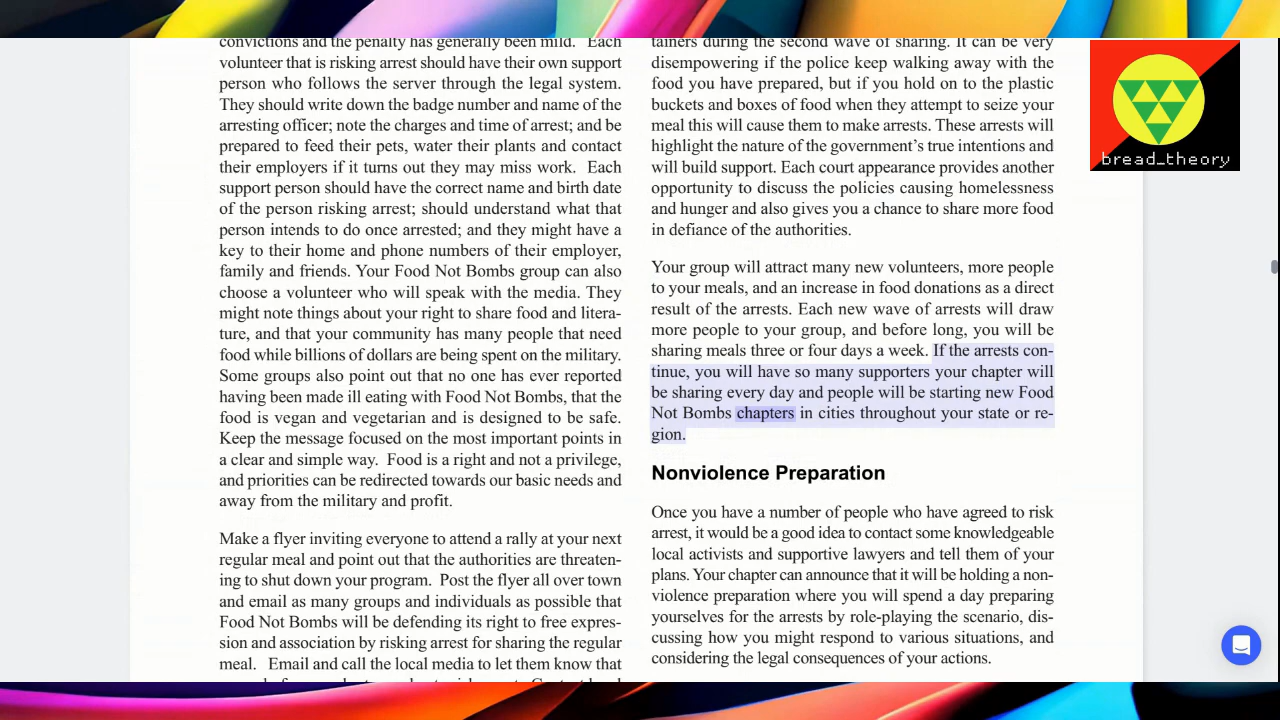 convictions and the penalty has generally been mild. Each
volunteer that is risking arrest should have their own support
person who follows the server through the legal system.
They should write down the badge number and name of the
arresting officer; note the charges and time of arrest; and be
prepared to feed their pets, water their plants and contact
their employers if it turns out they may miss work. Each
support person should have the correct name and birth date
of the person risking arrest; should understand what that
person intends to do once arrested; and they might have a
key to their home and phone numbers of their employer,
family and friends. Your Food Not Bombs group can also
choose a volunteer who will speak with the media. They
might note things about your right to share food and litera-
ture, and that your community has many people that need
food while billions of dollars are being spent on the military.
Some groups also point out that no one has ever reported
having been made ill eating with Food Not Bombs, that the
food is vegan and vegetarian and is designed to be safe.
Keep the message focused on the most important points in
a clear and simple way. Food is a right and not a privilege,
and priorities can be redirected towards our basic needs and
away from the military and profit.
Make a flyer inviting everyone to attend a rally at your next
regular meal and point out that the authorities are threaten-
ing to shut down your program. Post the flyer all over town
and email as many groups and individuals as possible that
Food Not Bombs will be defending its right to free expres-
sion and association by risking arrest for sharing the regular
meal. Email and call the local media to let them know that
tainers during the second wave of sharing. It can be very
disempowering if the police keep walking away with the
food you have prepared, but if you hold on to the plastic
buckets and boxes of food when they attempt to seize your
meal this will cause them to make arrests. These arrests will
highlight the nature of the government's true intentions and
will build support. Each court appearance provides another
opportunity to discuss the policies causing homelessness
and hunger and also gives you a chance to share more food
in defiance of the authorities.
Your group will attract many new volunteers, more people
to your meals, and an increase in food donations as a direct
result of the arrests. Each new wave of arrests will draw
more people to your group, and before long, you will be
sharing meals three or four days a week. If the arrests con-
tinue, you will have so many supporters your chapter will
be sharing every day and people will be starting new Food
Not Bombs chapters in cities throughout your state or re-
gion.
Nonviolence Preparation
Once you have a number of people who have agreed to risk
arrest, it would be a good idea to contact some knowledgeable
local activists and supportive lawyers and tell them of your
plans. Your chapter can announce that it will be holding a non-
violence preparation where you will spend a day preparing
yourselves for the arrests by role-playing the scenario, dis-
cussing how you might respond to various situations, and
considering the legal consequences of your actions.
bread_theory